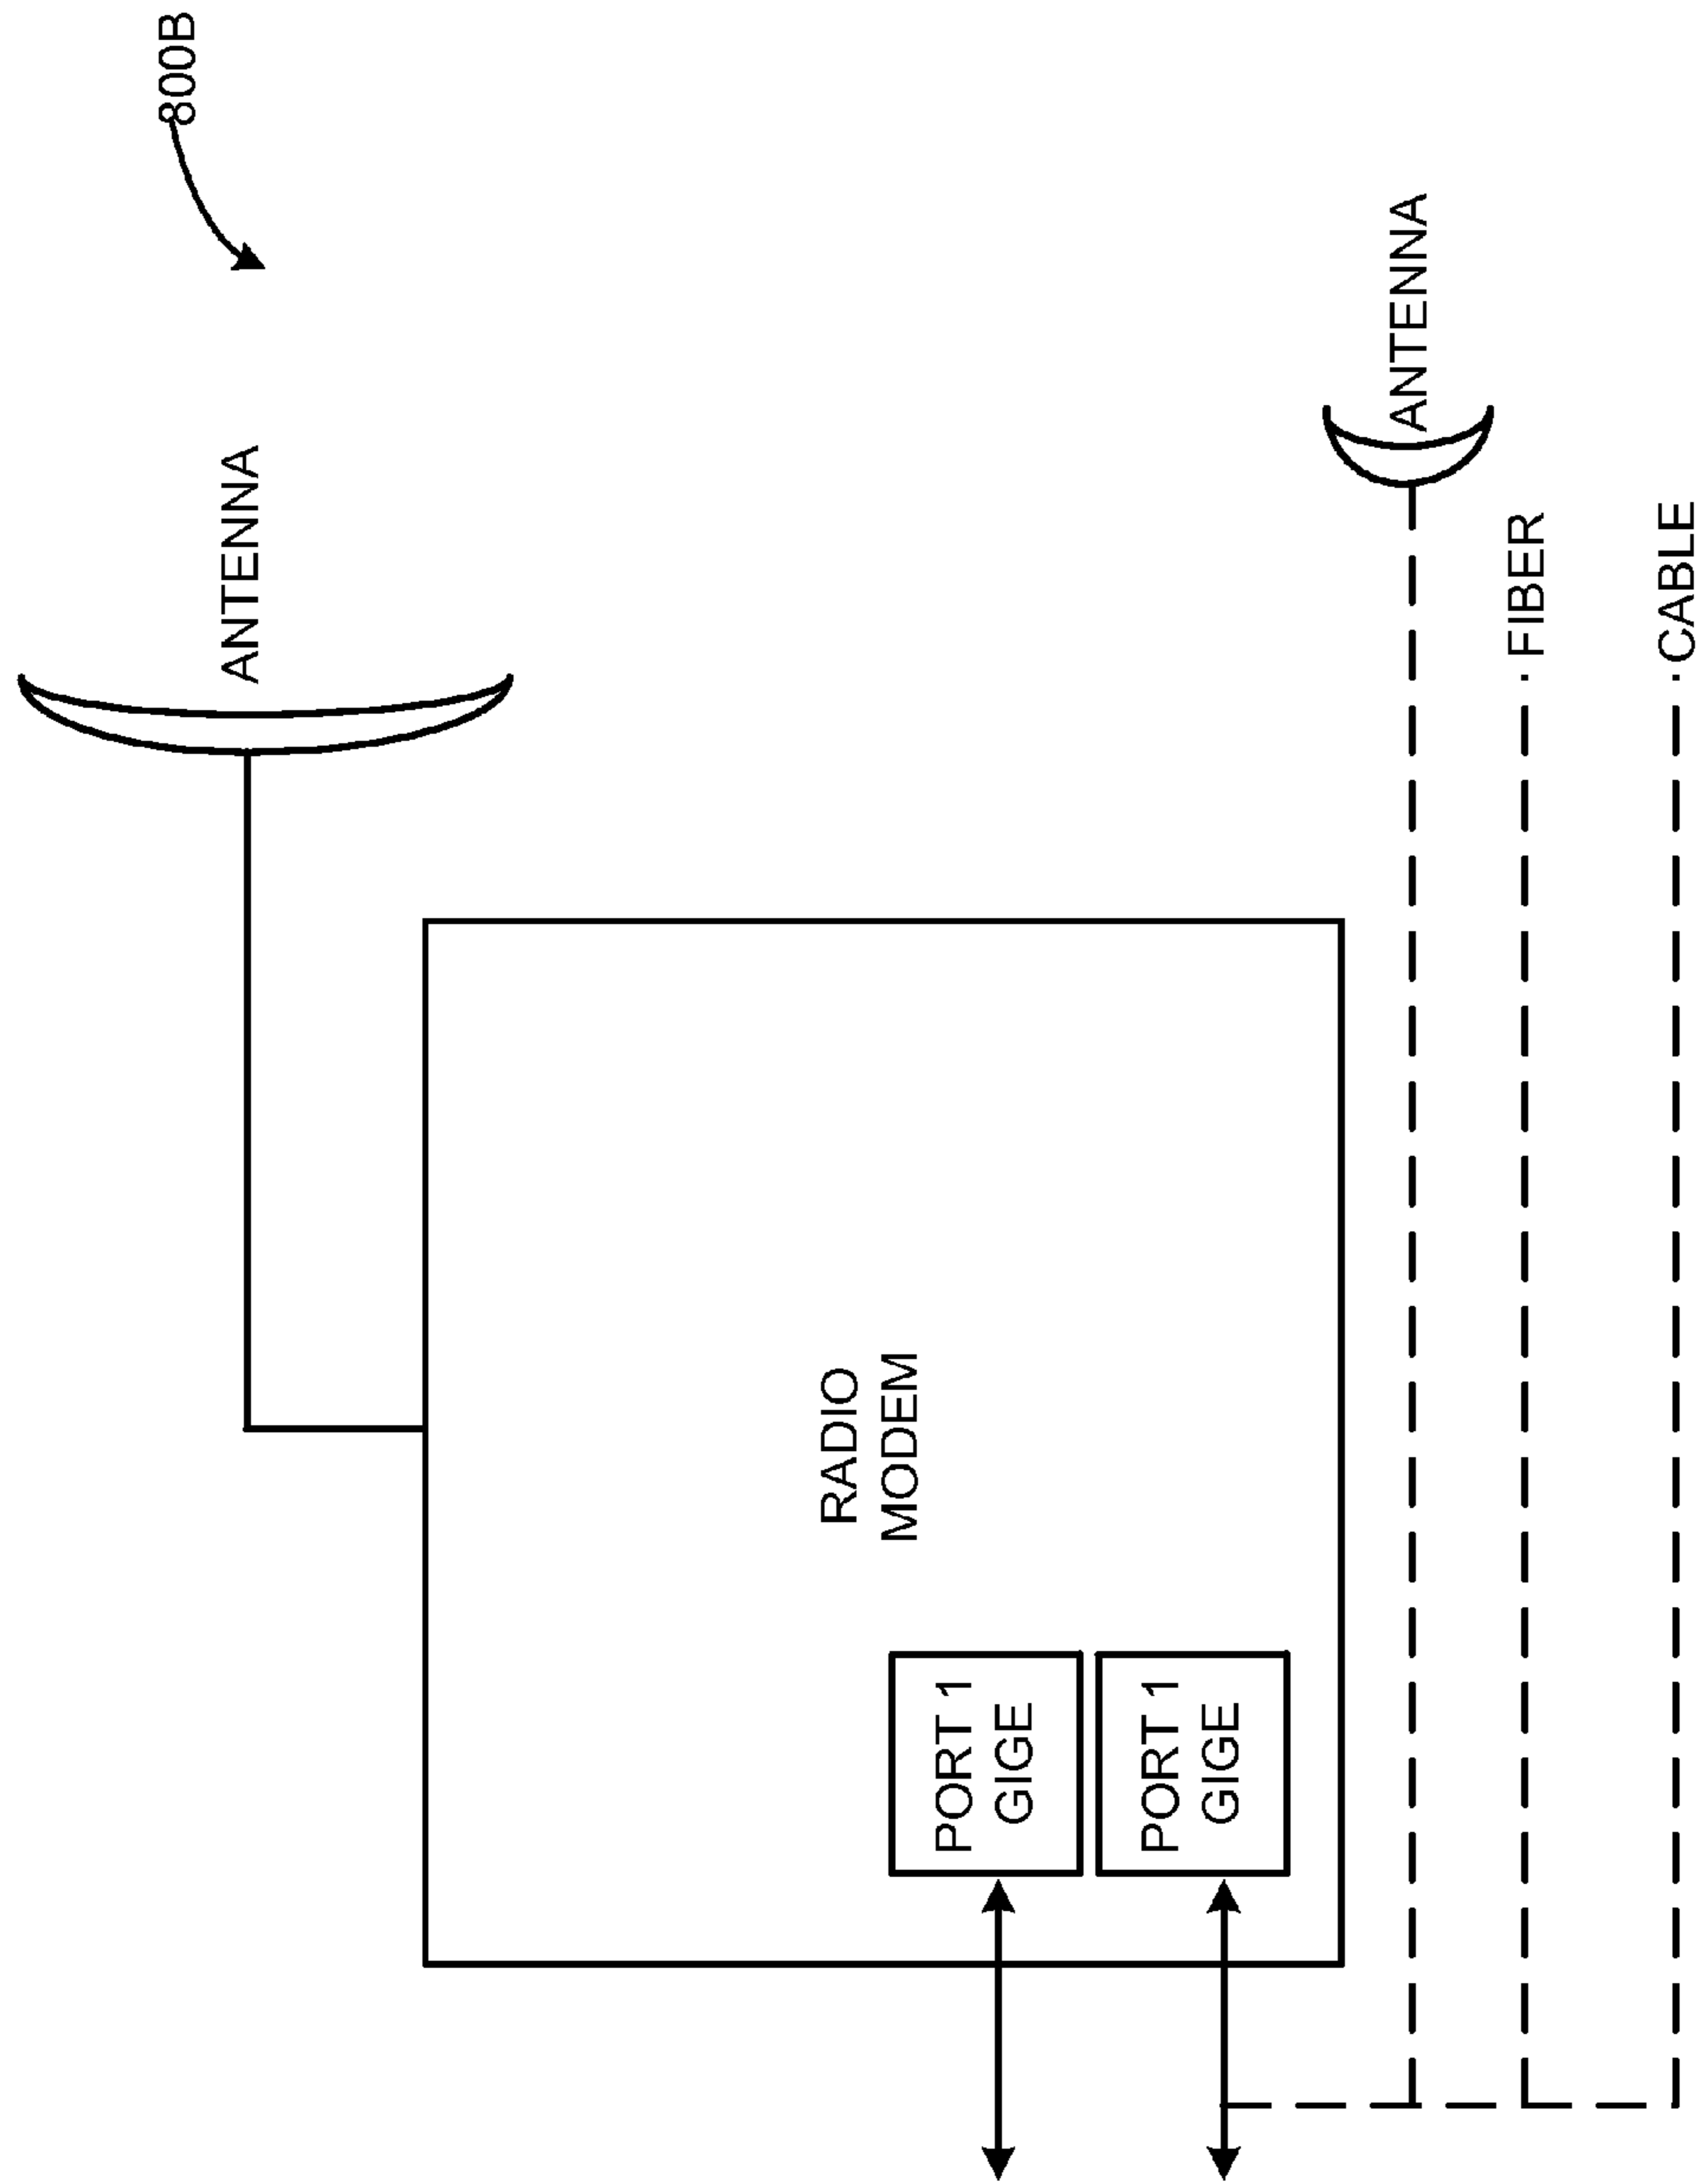 800B
ANTENNA
RADIO
MODEM
PORT 1
GIGE
PORT 1
GIGE
ANTENNA
FIBER
CABLE